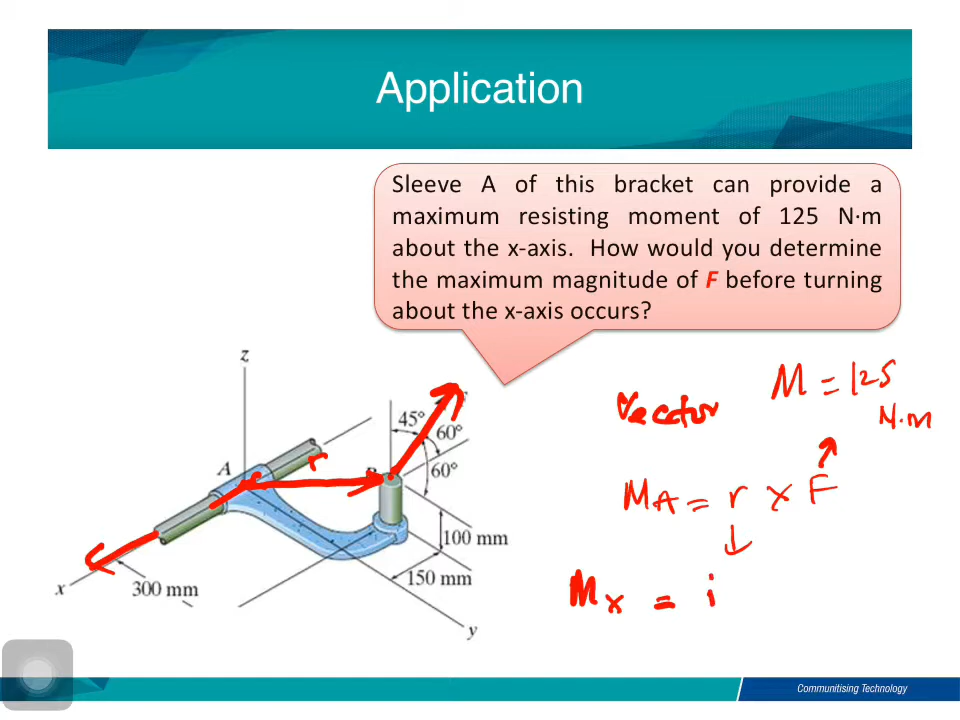 Application
Sleeve A of this bracket can provide a
maximum resisting moment of 125 N·m
about the x-axis. How would you determine
the maximum magnitude of F before turning
about the x-axis occurs?
z
M = 125
N·m
vector
45°
60°
A
r
60°
M_A = r × F
100 mm
150 mm
x
300 mm
M_x = i
y
Communitising Technology